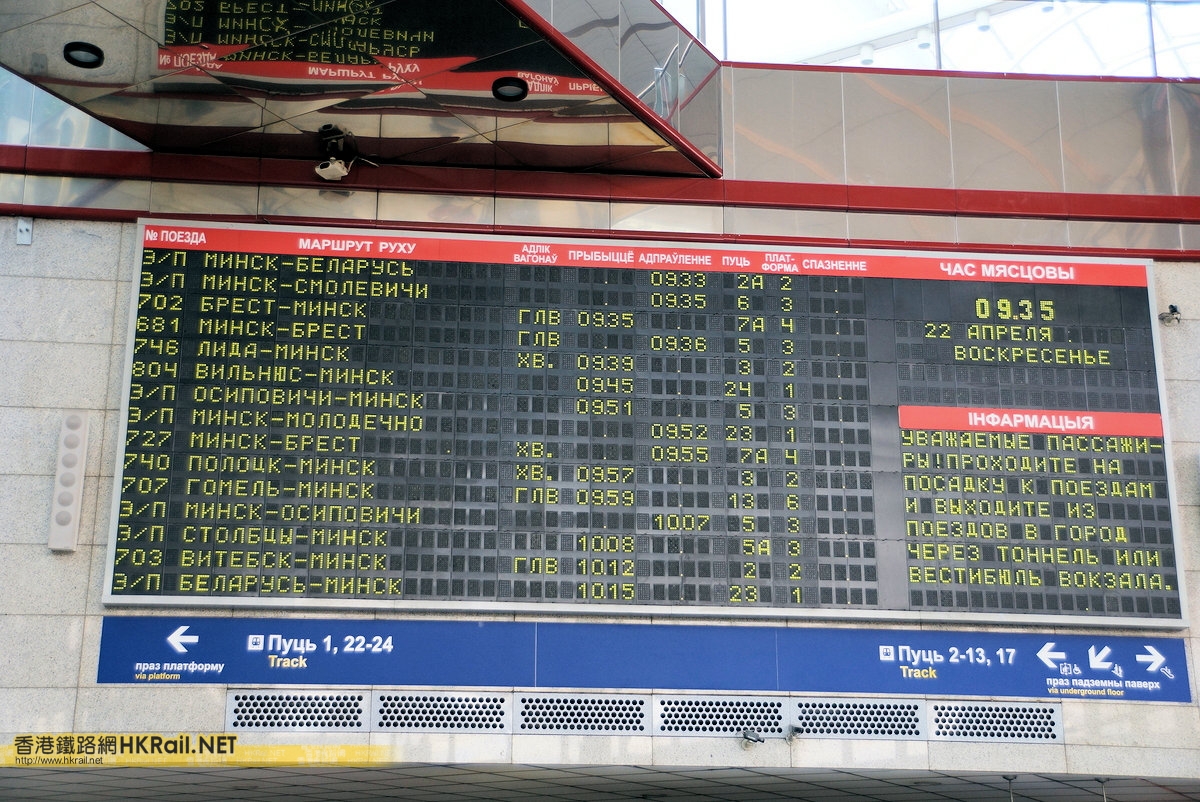 № ПОЕЗДА МАРШРУТ РУХУ АДЛІК ВАГОНАЎ ПРЫБЫЦЦЁ АДПРАЎЛЕННЕ ПУЦЬ ПЛАТ-ФОРМА СПАЗНЕННЕ
Э/П МИНСК-БЕЛАРУСЬ 09.33 2А 2
Э/П МИНСК-СМОЛЕВИЧИ 09.35 6 3
702 БРЕСТ-МИНСК ГЛВ 09.35 7А 4
681 МИНСК-БРЕСТ ГЛВ 09.36 5 3
746 ЛИДА-МИНСК ХВ. 09.39 3 2
804 ВИЛЬНЮС-МИНСК 09.45 24 1
Э/П ОСИПОВИЧИ-МИНСК 09.51 5 3
Э/П МИНСК-МОЛОДЕЧНО 09.52 23 1
727 МИНСК-БРЕСТ ХВ. 09.55 7А 4
740 ПОЛОЦК-МИНСК ХВ. 09.57 3 2
707 ГОМЕЛЬ-МИНСК ГЛВ 09.59 13 6
Э/П МИНСК-ОСИПОВИЧИ 10.07 5 3
Э/П СТОЛБЦЫ-МИНСК 10.08 5А 3
703 ВИТЕБСК-МИНСК ГЛВ 10.12 2 2
Э/П БЕЛАРУСЬ-МИНСК 10.15 23 1
ЧАС МЯСЦОВЫ
09.35
22 АПРЕЛЯ
ВОСКРЕСЕНЬЕ
ІНФАРМАЦЫЯ
УВАЖАЕМЫЕ ПАССАЖИ-
РЫ!ПРОХОДИТЕ НА
ПОСАДКУ К ПОЕЗДАМ
И ВЫХОДИТЕ ИЗ
ПОЕЗДОВ В ГОРОД
ЧЕРЕЗ ТОННЕЛЬ ИЛИ
ВЕСТИБЮЛЬ ВОКЗАЛА.
праз платформу
via platform
Пуць 1, 22-24
Track
Пуць 2-13, 17
Track
праз падземны паверх
via underground floor
香港鐵路網HKRail.NET
http://www.hkrail.net